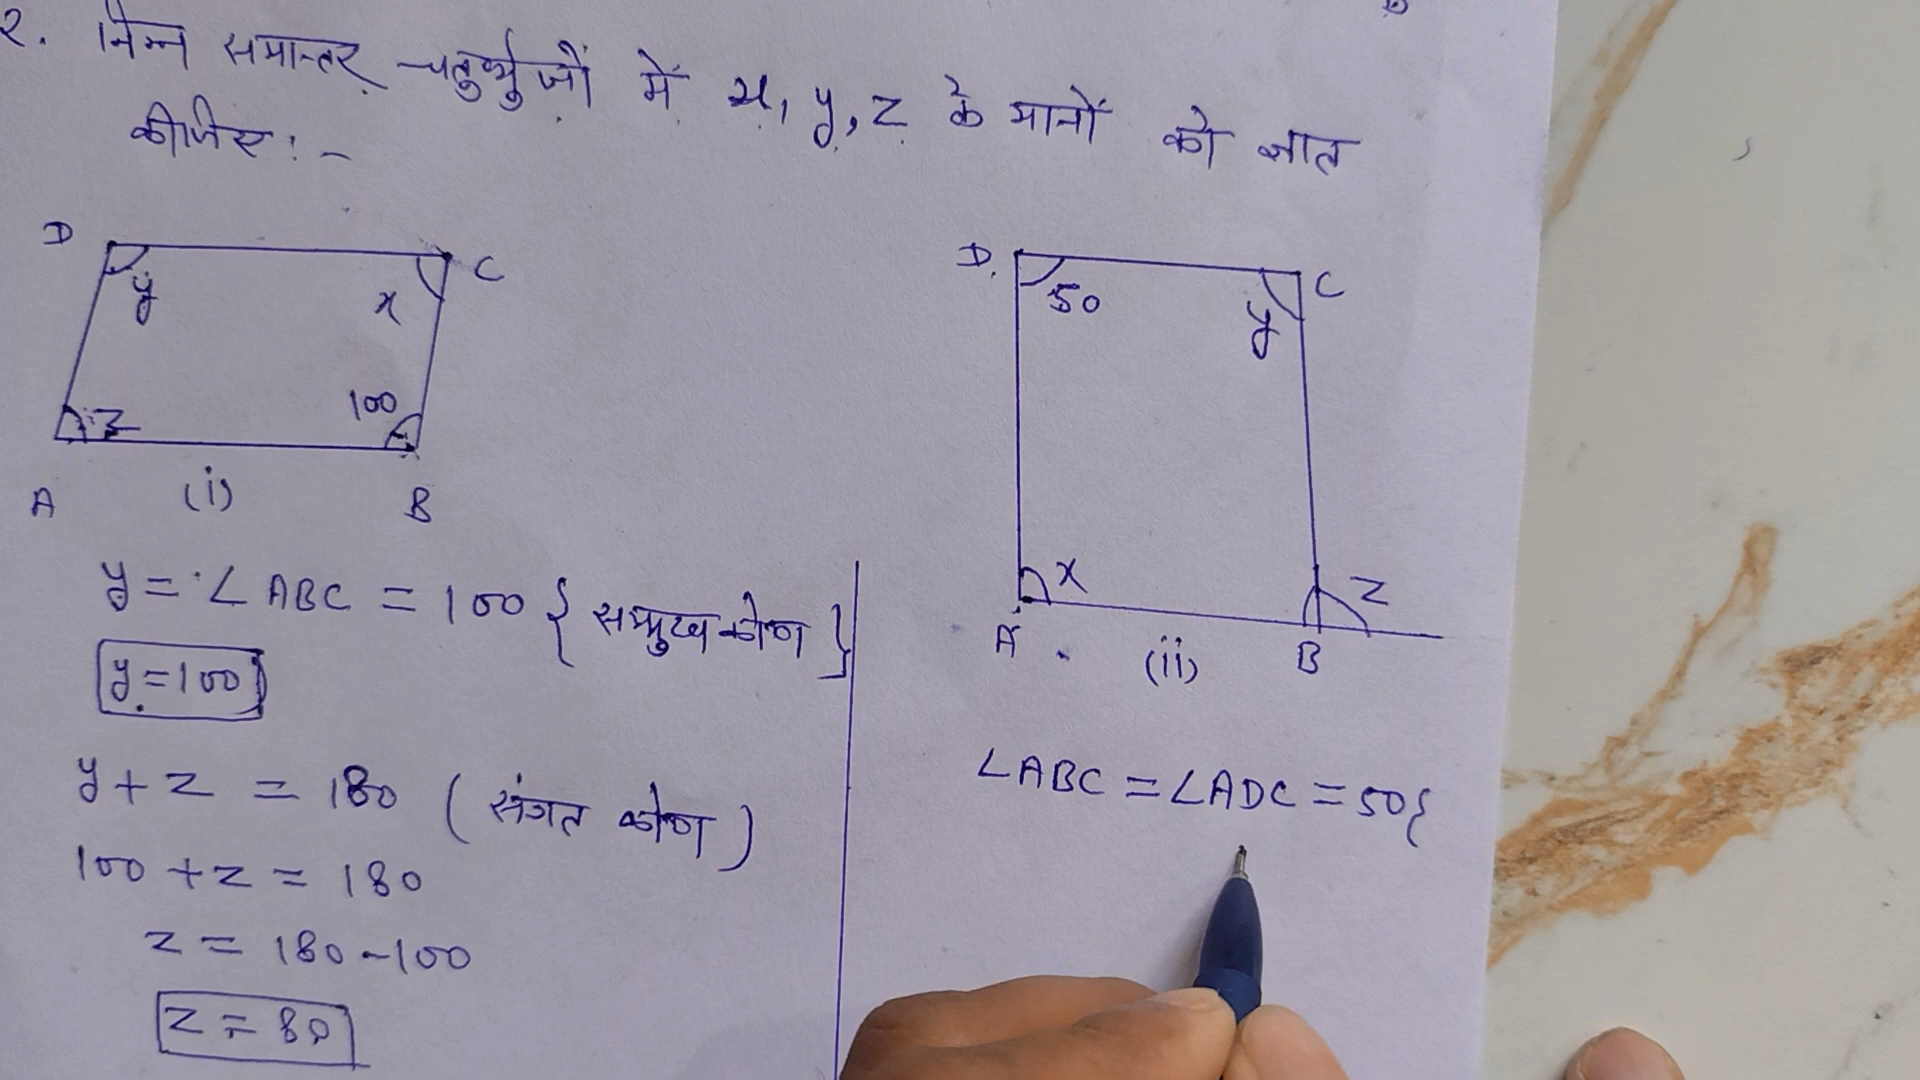 २. निम्न समान्तर चतुर्भुजों में x, y, z के मानों को ज्ञात
कीजिए :-
D C
y x
z 100
A (i) B
D. C
50 y
x z
A (ii) B
y = ∠ABC = 100 {सम्मुख कोण}
y = 100
y + z = 180 (संगत कोण)
100 + z = 180
z = 180 - 100
z = 80
∠ABC = ∠ADC = 50{